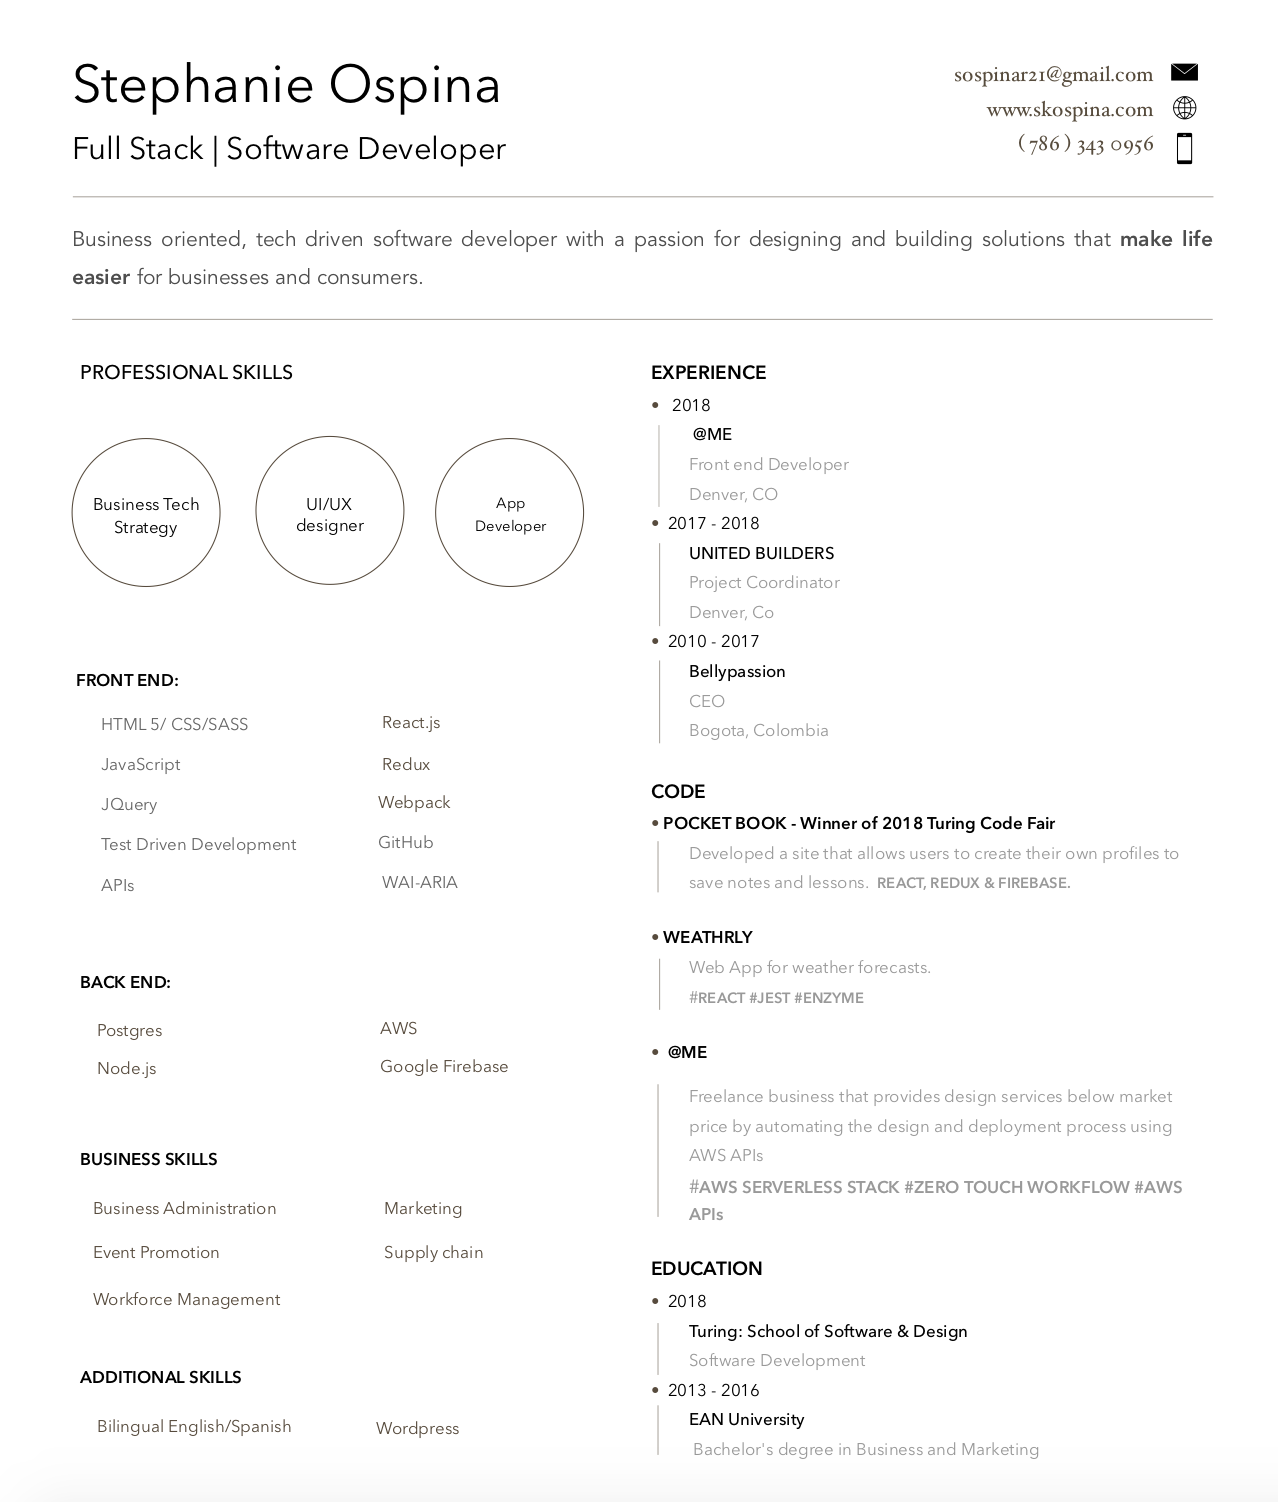 Stephanie Ospina
Full Stack | Software Developer
sospinar21@gmail.com
www.skospina.com
( 786 ) 343 0956
Business oriented, tech driven software developer with a passion for designing and building solutions that make life
easier for businesses and consumers.
PROFESSIONAL SKILLS
Business Tech
Strategy
UI/UX
designer
App
Developer
FRONT END:
HTML 5/ CSS/SASS
React.js
JavaScript
Redux
JQuery
Webpack
Test Driven Development
GitHub
APIs
WAI-ARIA
BACK END:
Postgres
AWS
Node.js
Google Firebase
BUSINESS SKILLS
Business Administration
Marketing
Event Promotion
Supply chain
Workforce Management
ADDITIONAL SKILLS
Bilingual English/Spanish
Wordpress
EXPERIENCE
• 2018
@ME
Front end Developer
Denver, CO
• 2017 - 2018
UNITED BUILDERS
Project Coordinator
Denver, Co
• 2010 - 2017
Bellypassion
CEO
Bogota, Colombia
CODE
• POCKET BOOK - Winner of 2018 Turing Code Fair
Developed a site that allows users to create their own profiles to
save notes and lessons. REACT, REDUX & FIREBASE.
• WEATHRLY
Web App for weather forecasts.
#REACT #JEST #ENZYME
• @ME
Freelance business that provides design services below market
price by automating the design and deployment process using
AWS APIs
#AWS SERVERLESS STACK #ZERO TOUCH WORKFLOW #AWS
APIs
EDUCATION
• 2018
Turing: School of Software & Design
Software Development
• 2013 - 2016
EAN University
Bachelor's degree in Business and Marketing